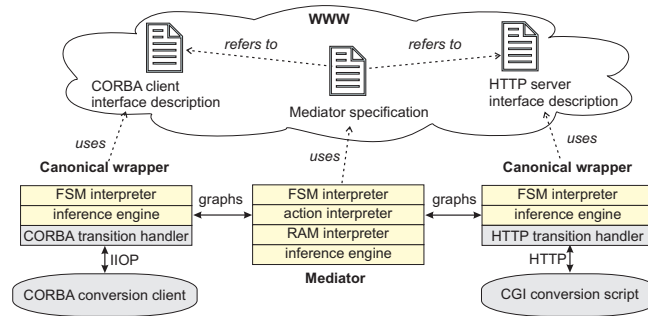 WWW
refers to
refers to
CORBA client
interface description
Mediator specification
HTTP server
interface description
uses
uses
uses
Canonical wrapper
Canonical wrapper
FSM interpreter
inference engine
CORBA transition handler
graphs
FSM interpreter
action interpreter
RAM interpreter
inference engine
Mediator
graphs
FSM interpreter
inference engine
HTTP transition handler
IIOP
HTTP
CORBA conversion client
CGI conversion script